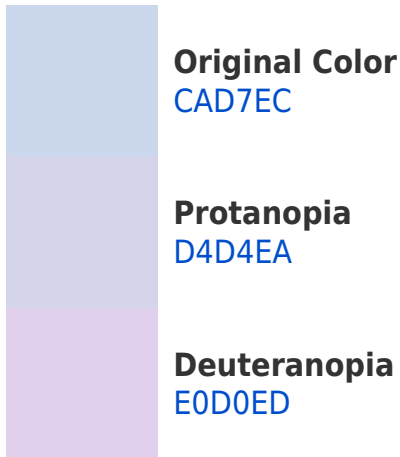 Original Color
CAD7EC
Protanopia
D4D4EA
Deuteranopia
E0D0ED